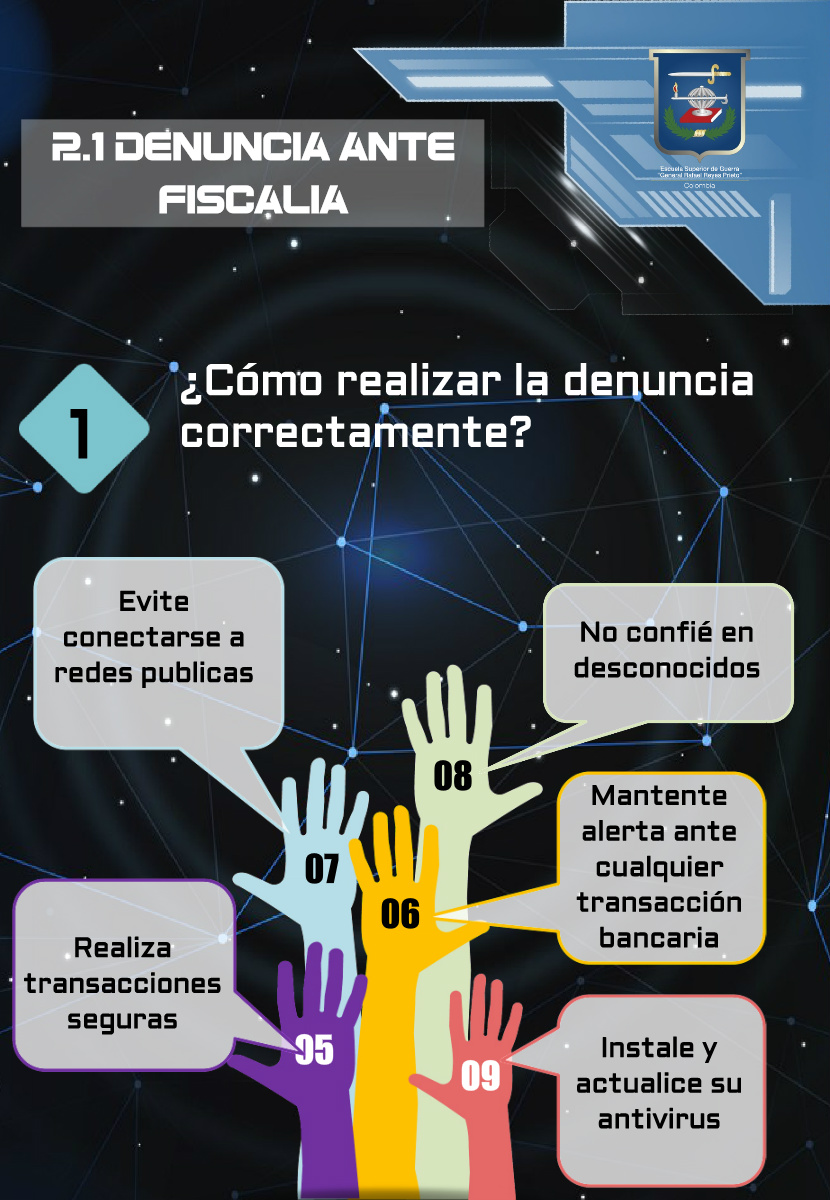 2.1 DENUNCIA ANTE
FISCALIA
Escuela Superior de Guerra
"General Rafael Reyes Prieto"
Colombia
1
¿Cómo realizar la denuncia
correctamente?
Evite
conectarse a
redes publicas
07
No confié en
desconocidos
08
Mantente
alerta ante
cualquier
transacción
bancaria
06
Realiza
transacciones
seguras
05
Instale y
actualice su
antivirus
09